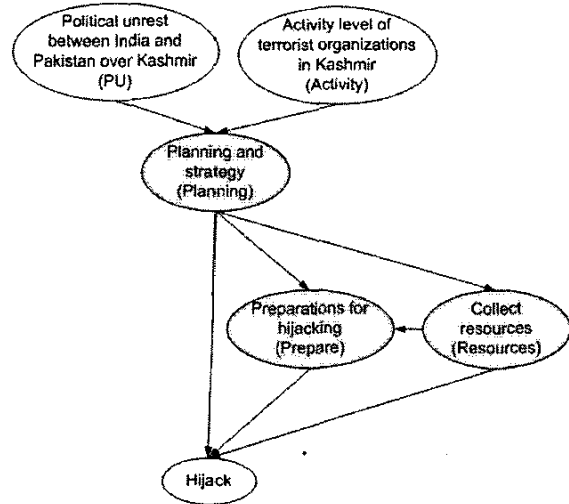 Political unrest
between India and
Pakistan over Kashmir
(PU)
Activity level of
terrorist organizations
in Kashmir
(Activity)
Planning and
strategy
(Planning)
Preparations for
hijacking
(Prepare)
Collect
resources
(Resources)
Hijack